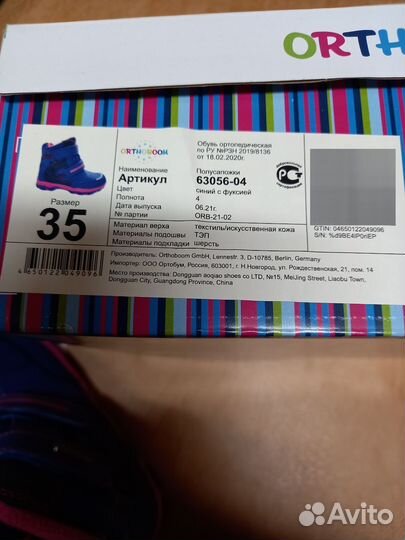 ORTH
ORTHOBOOM
Обувь ортопедическая
по РУ №РЗН 2019/8136
от 18.02.2020г.
Наименование Полусапожки
Артикул 63056-04
Цвет синий с фуксией
Полнота 4
Дата выпуска 06.21г.
№ партии ORB-21-02
Размер
35
Материал верха текстиль/искусственная кожа
Материалы подошвы ТЭП
Материалы подкладки шерсть
GTIN: 04650122049096
S/N: %d9BE4IP0rIEP
4650122049096
Производитель: Orthoboom GmbH, Lennestr. 3, D-10785, Berlin, Germany
Импортер: ООО Ортобум, Россия, 603001, г. Н.Новгород, ул. Рождественская, 21, пом. 14
Место производства: Dongguan aoqiao shoes co LTD, №15, MeiJing Street, Liaobu Town,
Dongguan City, Guangdong Province, China
Avito